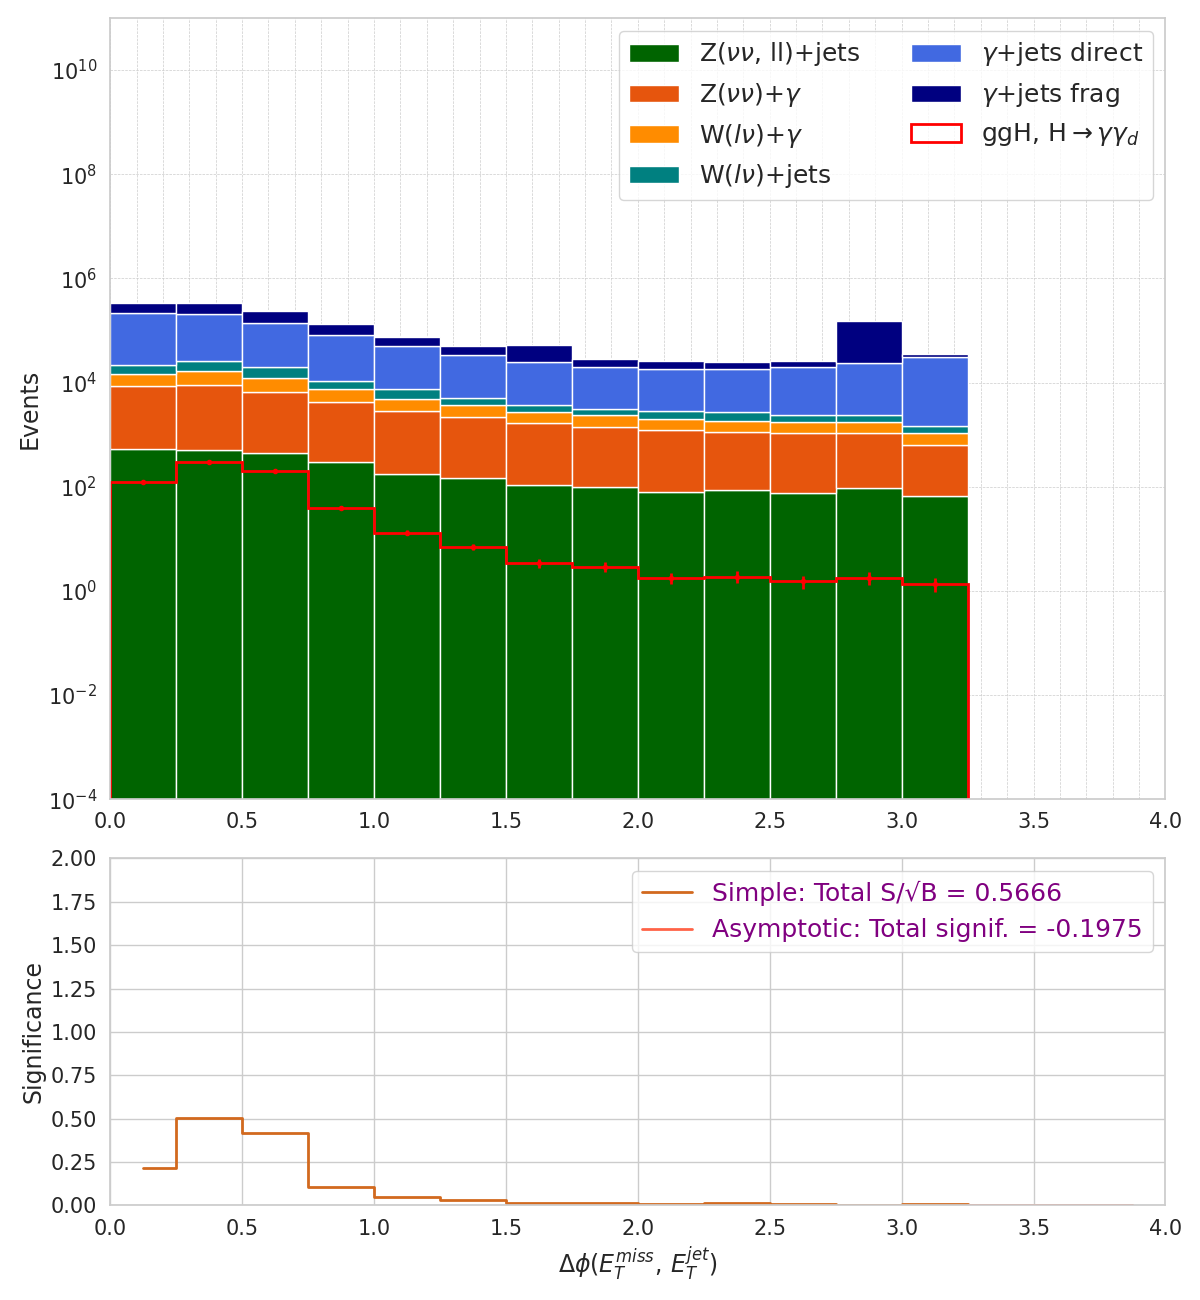 Z(νν, ll)+jets
Z(νν)+γ
W(lν)+γ
W(lν)+jets
γ+jets direct
γ+jets frag
ggH, H→γγ_d
Events
10^10
10^8
10^6
10^4
10^2
10^0
10^−2
10^−4
0.0 0.5 1.0 1.5 2.0 2.5 3.0 3.5 4.0
Simple: Total S/√B = 0.5666
Asymptotic: Total signif. = -0.1975
Significance
2.00
1.75
1.50
1.25
1.00
0.75
0.50
0.25
0.00
0.0 0.5 1.0 1.5 2.0 2.5 3.0 3.5 4.0
Δϕ(E_T^miss, E_T^jet)